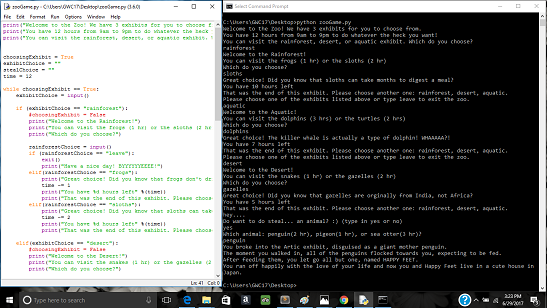 zooGame.py - C:\Users\GWC17\Desktop\zooGame.py (3.6.0)
File Edit Format Run Options Window Help
print("Welcome to the Zoo! We have 3 exhibits for you to choose f
print("You have 12 hours from 9am to 9pm to do whatever the neck
print("You can visit the rainforest, desert, or aquatic exhibit.
choosingExhibit = True
exhibitChoice = ""
stealChoice = ""
time = 12
while choosingExhibit == True:
exhibitChoice = input()
if (exhibitChoice == "rainforest"):
#choosingExhibit = False
print("Welcome to the Rainforest!")
print("You can visit the frogs (1 hr) or the sloths (2 hr
print("Which do you choose?")
rainforestChoice = input()
if (rainforestChoice == "leave"):
exit()
print("Have a nice day! BYYYYYYEEEE!")
elif(rainforestChoice == "frogs"):
print("Great choice! Did you know that frogs don't dr
time -= 1
print("You have %d hours left" %(time))
print("That was the end of this exhibit. Please choos
elif(rainforestChoice == "sloths"):
print("Great choice! Did you know that sloths can tak
time -= 2
print("You have %d hours left" %(time))
print("That was the end of this exhibit. Please choos
elif(exhibitChoice == "desert"):
#choosingExhibit = False
print("Welcome to the Desert!")
print("You can visit the snakes (1 hr) or the gazelles (2
print("Which do you choose?")
Ln: 41 Col: 0
Select Command Prompt
C:\Users\GWC17\Desktop>python zooGame.py
Welcome to the Zoo! We have 3 exhibits for you to choose from.
You have 12 hours from 9am to 9pm to do whatever the neck you want!
You can visit the rainforest, desert, or aquatic exhibit. Which do you choose?
rainforest
Welcome to the Rainforest!
You can visit the frogs (1 hr) or the sloths (2 hr)
Which do you choose?
sloths
Great choice! Did you know that sloths can take months to digest a meal?
You have 10 hours left
That was the end of this exhibit. Please choose another one: rainforest, desert, aquatic.
Please choose one of the exhibits listed above or type leave to exit the zoo.
aquatic
Welcome to the Aquatic!
You can visit the dolphins (3 hrs) or the turtles (2 hrs)
Which do you choose?
dolphins
Great choice! The killer whale is actually a type of dolphin! WHAAAAA?!
You have 7 hours left
That was the end of this exhibit. Please choose another one: rainforest, desert, aquatic.
Please choose one of the exhibits listed above or type leave to exit the zoo.
desert
Welcome to the Desert!
You can visit the snakes (1 hr) or the gazelles (2 hr)
Which do you choose?
gazelles
Great choice! Did you know that gazelles are orginally from India, not Africa?
You have 5 hours left
That was the end of this exhibit. Please choose another one: rainforest, desert, aquatic.
hey....
Do want to do steal... an animal? :) (type in yes or no)
yes
Which animal: penguin(2 hr), pigeon(1 hr), or sea otter(3 hr)?
penguin
You broke into the Artic exhibit, disguised as a giant mother penguin.
The moment you walked in, all of the penguins flocked towards you, expecting to be fed.
After feeding them, you let go all but one, named HAPPY FEET.
You ran off happily with the love of your life and now you and Happy Feet live in a cute house in
Japan.
C:\Users\GWC17\Desktop>
I'm Cortana. Ask me anything.
3:23 PM
6/29/2017